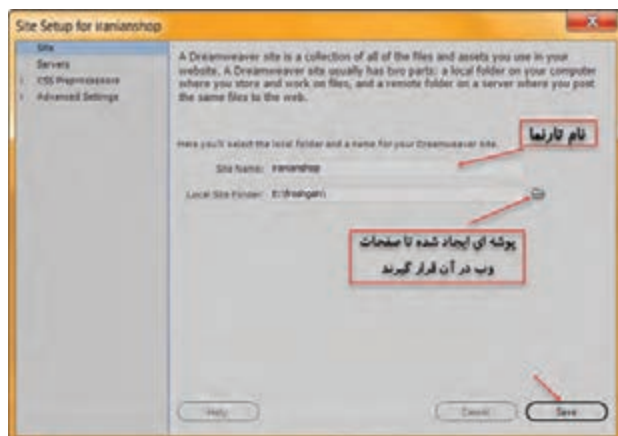 Site Setup for iranianshop
Site
Servers
CSS Preprocessors
Advanced Settings
A Dreamweaver site is a collection of all of the files and assets you use in your
website. A Dreamweaver site usually has two parts: a local folder on your computer
where you store and work on files, and a remote folder on a server where you post
the same files to the web.
Here you'll select the local folder and a name for your Dreamweaver site.
نام تارنما
Site Name: iranianshop
Local Site Folder:
پوشه ای ایجاد شده تا صفحات
وب در آن قرار گیرند
Help
Cancel
Save